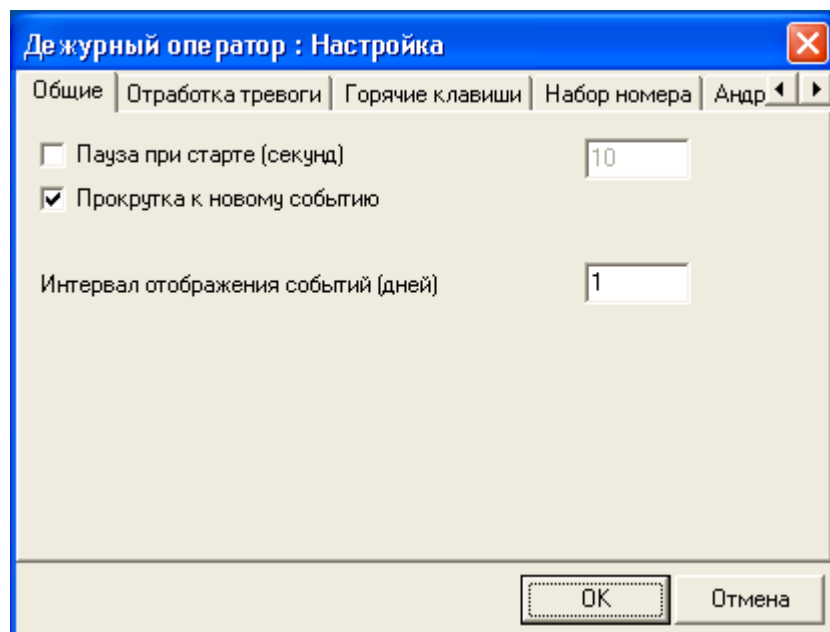 Дежурный оператор : Настройка
Общие Отработка тревоги Горячие клавиши Набор номера Андр
Пауза при старте (секунд) 10
Прокрутка к новому событию
Интервал отображения событий (дней) 1
OK Отмена